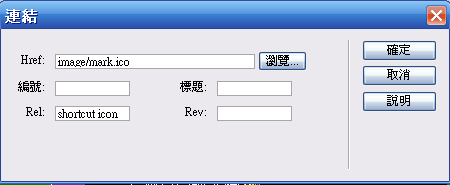 連結
Href: image/mark.ico 瀏覽... 確定
編號: 標題: 取消
Rel: shortcut icon Rev: 說明